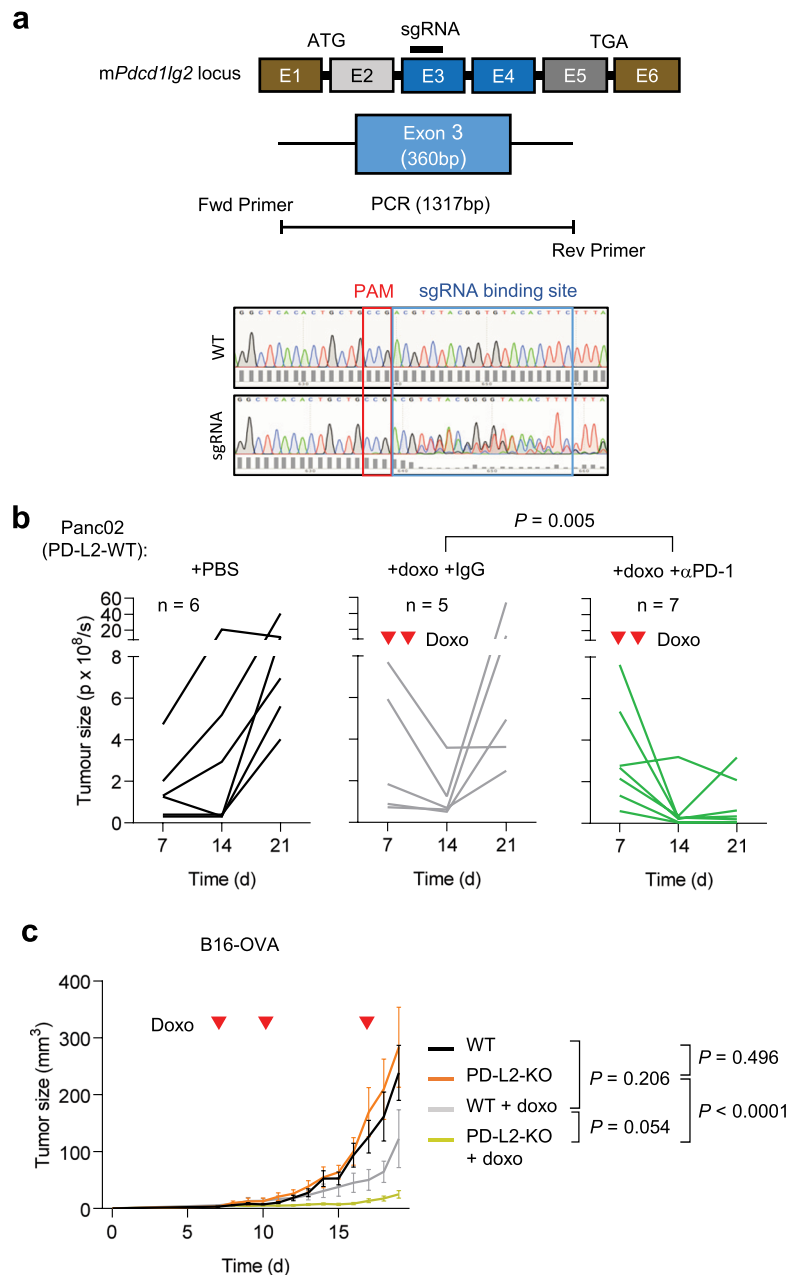 a
ATG
sgRNA
TGA
mPdcd1lg2 locus
E1 E2 E3 E4 E5 E6
Exon 3
(360bp)
Fwd Primer
PCR (1317bp)
Rev Primer
PAM
sgRNA binding site
WT
GGCTCACACTGCTGCCGACGTCTACGGTGTACACTTCTTTA
sgRNA
GGCTCACACTGCTGCCGACGTCTACGGGGTAAACTTTTTTA
b
Panc02
(PD-L2-WT):
P = 0.005
+PBS
+doxo +IgG
+doxo +αPD-1
n = 6
n = 5
n = 7
Doxo
Doxo
Tumour size (p x 10⁸/s)
60
40
20
8
6
4
2
0
7 14 21
7 14 21
7 14 21
Time (d)
Time (d)
Time (d)
c
B16-OVA
Doxo
Tumor size (mm³)
400
300
200
100
0
0 5 10 15
Time (d)
WT
PD-L2-KO
WT + doxo
PD-L2-KO
+ doxo
P = 0.206
P = 0.054
P = 0.496
P < 0.0001